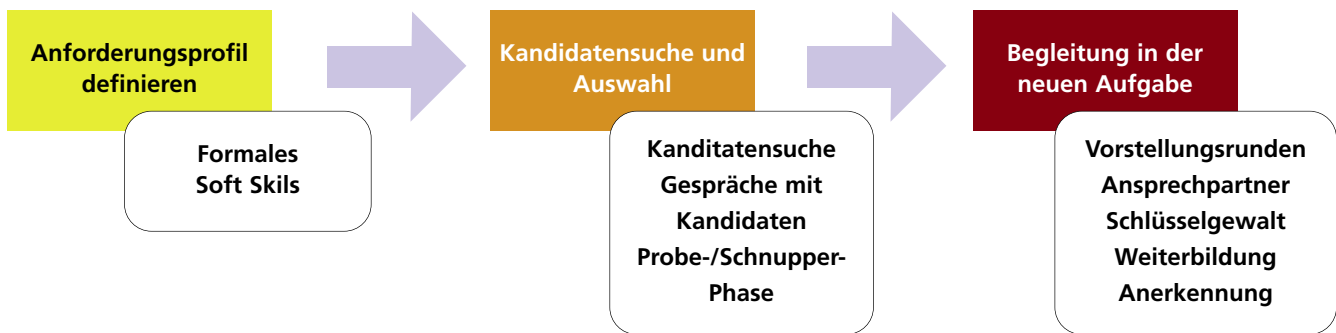 Anforderungsprofil
definieren
Formales
Soft Skils
Kandidatensuche und
Auswahl
Kanditatensuche
Gespräche mit
Kandidaten
Probe-/Schnupper-
Phase
Begleitung in der
neuen Aufgabe
Vorstellungsrunden
Ansprechpartner
Schlüsselgewalt
Weiterbildung
Anerkennung